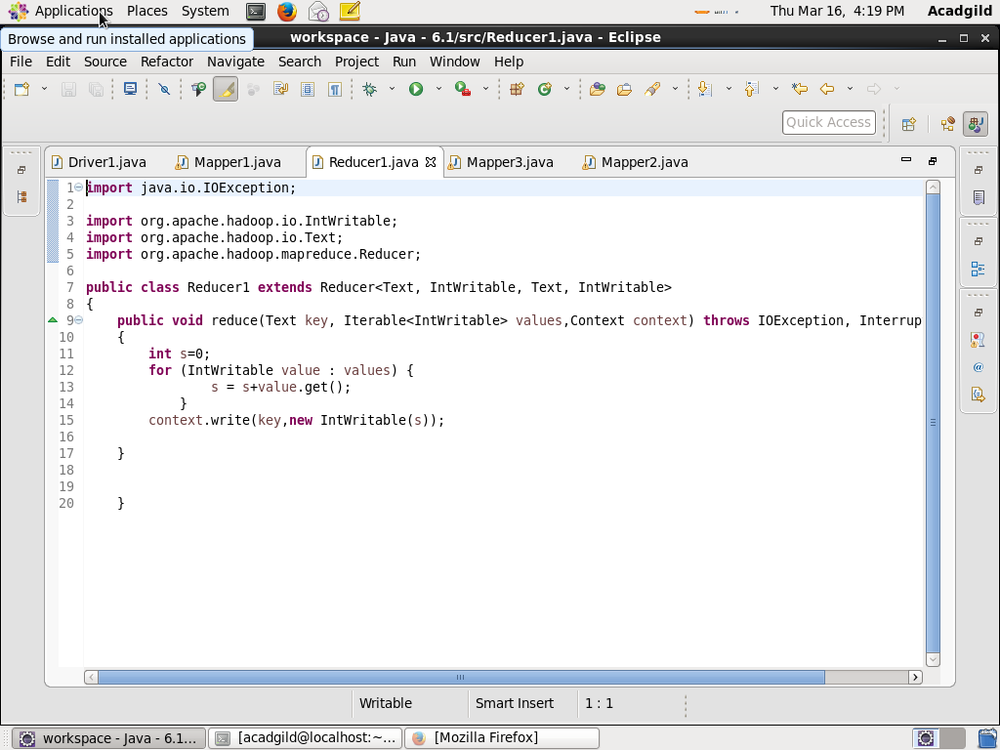 Applications Places System Thu Mar 16, 4:19 PM Acadgild
Browse and run installed applications
workspace - Java - 6.1/src/Reducer1.java - Eclipse
File Edit Source Refactor Navigate Search Project Run Window Help
Quick Access
Driver1.java Mapper1.java Reducer1.java Mapper3.java Mapper2.java
1 import java.io.IOException;
2
3 import org.apache.hadoop.io.IntWritable;
4 import org.apache.hadoop.io.Text;
5 import org.apache.hadoop.mapreduce.Reducer;
6
7 public class Reducer1 extends Reducer<Text, IntWritable, Text, IntWritable>
8 {
9 public void reduce(Text key, Iterable<IntWritable> values,Context context) throws IOException, Interrup
10 {
11 int s=0;
12 for (IntWritable value : values) {
13 s = s+value.get();
14 }
15 context.write(key,new IntWritable(s));
16
17 }
18
19
20 }
Writable Smart Insert 1 : 1
workspace - Java - 6.1... [acadgild@localhost:~... [Mozilla Firefox]